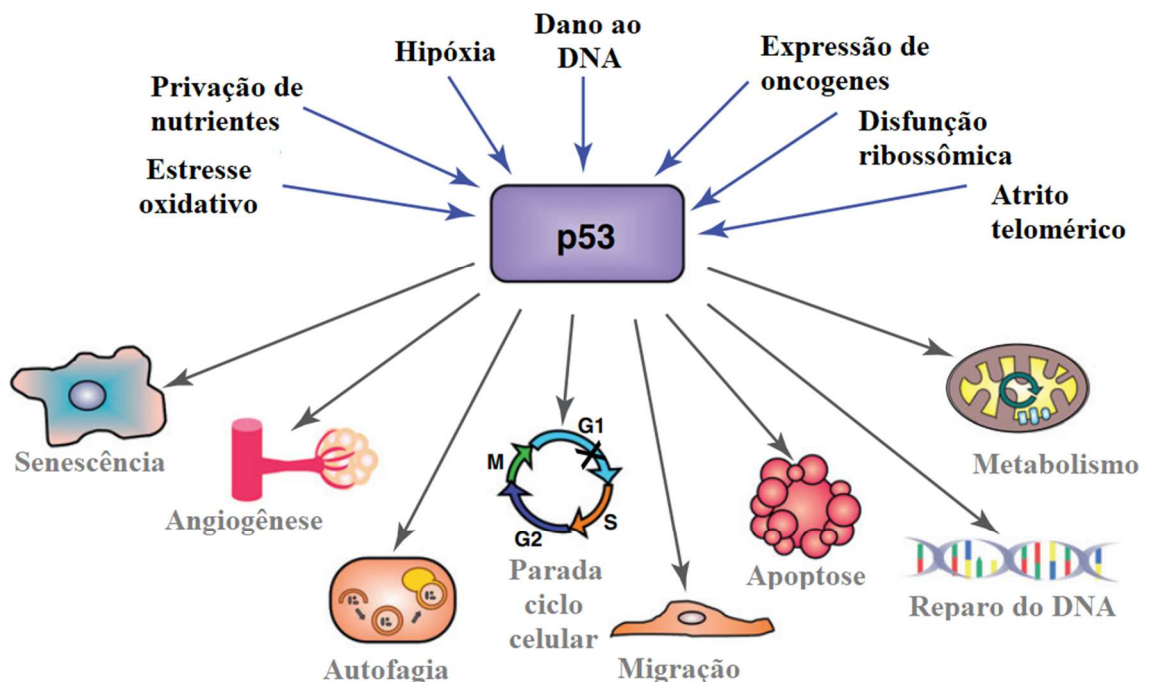 Dano ao
DNA
Hipóxia
Expressão de
oncogenes
Privação de
nutrientes
Disfunção
ribossômica
Estresse
oxidativo
Atrito
telomérico
p53
Senescência
Angiogênese
Autofagia
G1
M
S
G2
Parada
ciclo
celular
Migração
Apoptose
Metabolismo
Reparo do DNA